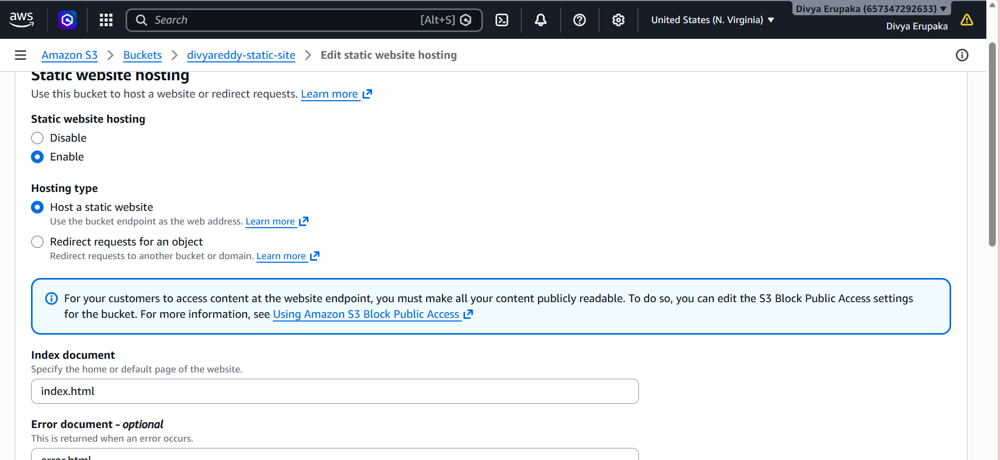 aws
Search
[Alt+S]
United States (N. Virginia)
Divya Erupaka (657347292633)
Divya Erupaka
Amazon S3
Buckets
divyareddy-static-site
Edit static website hosting
Static website hosting
Use this bucket to host a website or redirect requests. Learn more
Static website hosting
Disable
Enable
Hosting type
Host a static website
Use the bucket endpoint as the web address. Learn more
Redirect requests for an object
Redirect requests to another bucket or domain. Learn more
For your customers to access content at the website endpoint, you must make all your content publicly readable. To do so, you can edit the S3 Block Public Access settings
for the bucket. For more information, see Using Amazon S3 Block Public Access
Index document
Specify the home or default page of the website.
index.html
Error document - optional
This is returned when an error occurs.
error.html